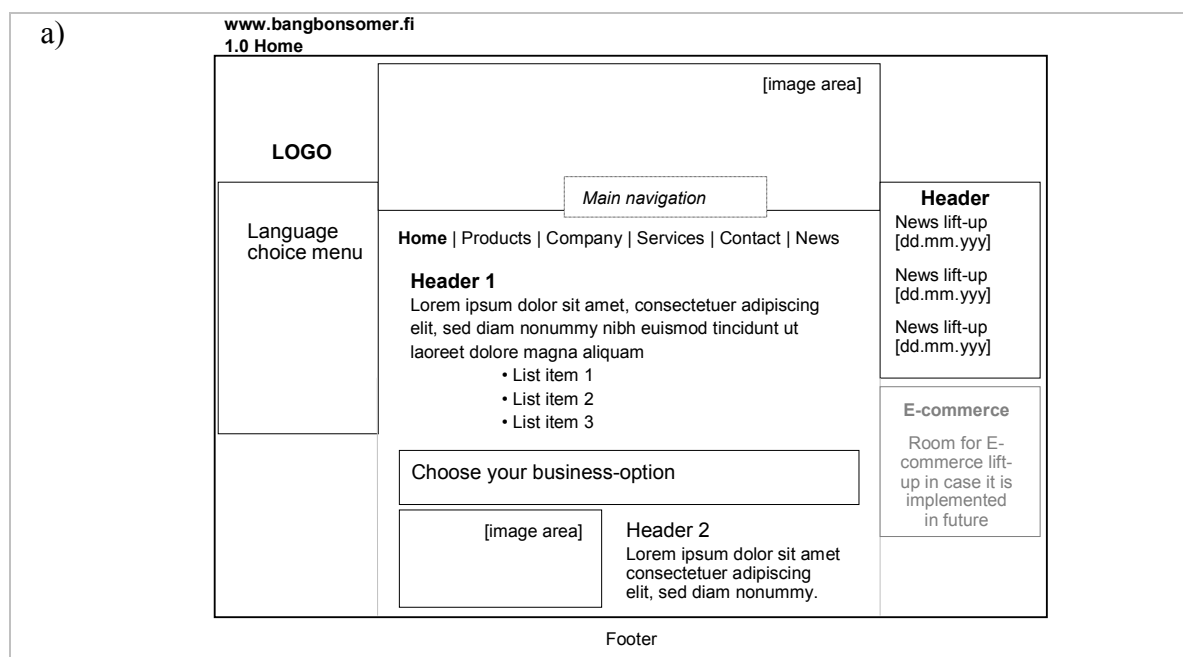 a)
www.bangbonsomer.fi
1.0 Home
[image area]
LOGO
Main navigation
Language
choice menu
Home | Products | Company | Services | Contact | News
Header 1
Lorem ipsum dolor sit amet, consectetuer adipiscing
elit, sed diam nonummy nibh euismod tincidunt ut
laoreet dolore magna aliquam
• List item 1
• List item 2
• List item 3
Choose your business-option
[image area]
Header 2
Lorem ipsum dolor sit amet
consectetuer adipiscing
elit, sed diam nonummy.
Header
News lift-up
[dd.mm.yyy]
News lift-up
[dd.mm.yyy]
News lift-up
[dd.mm.yyy]
E-commerce
Room for E-
commerce lift-
up in case it is
implemented
in future
Footer